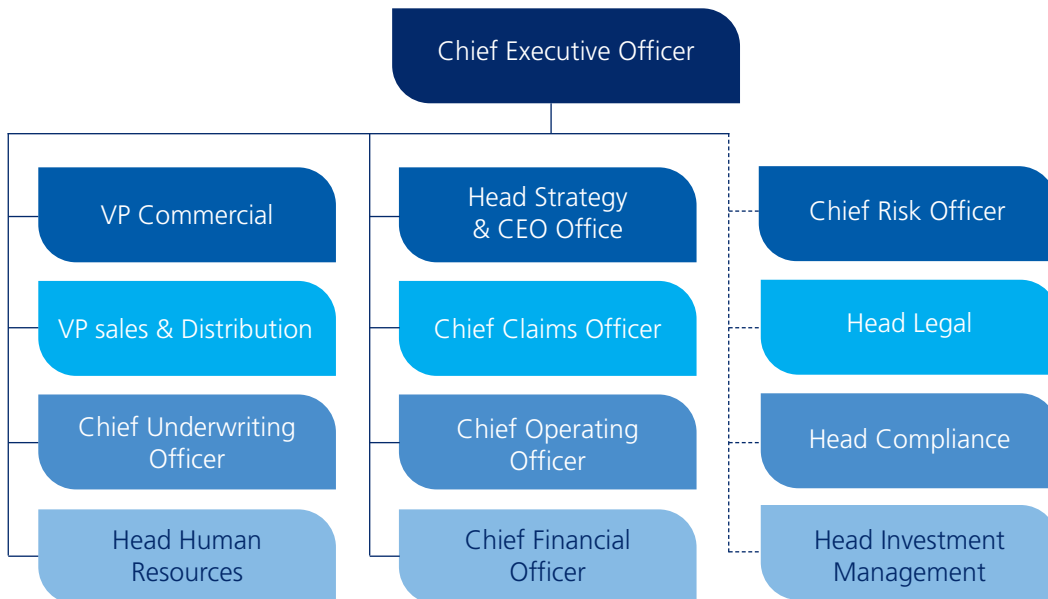 Chief Executive Officer
VP Commercial
Head Strategy
& CEO Office
Chief Risk Officer
VP sales & Distribution
Chief Claims Officer
Head Legal
Chief Underwriting
Officer
Chief Operating
Officer
Head Compliance
Head Human
Resources
Chief Financial
Officer
Head Investment
Management